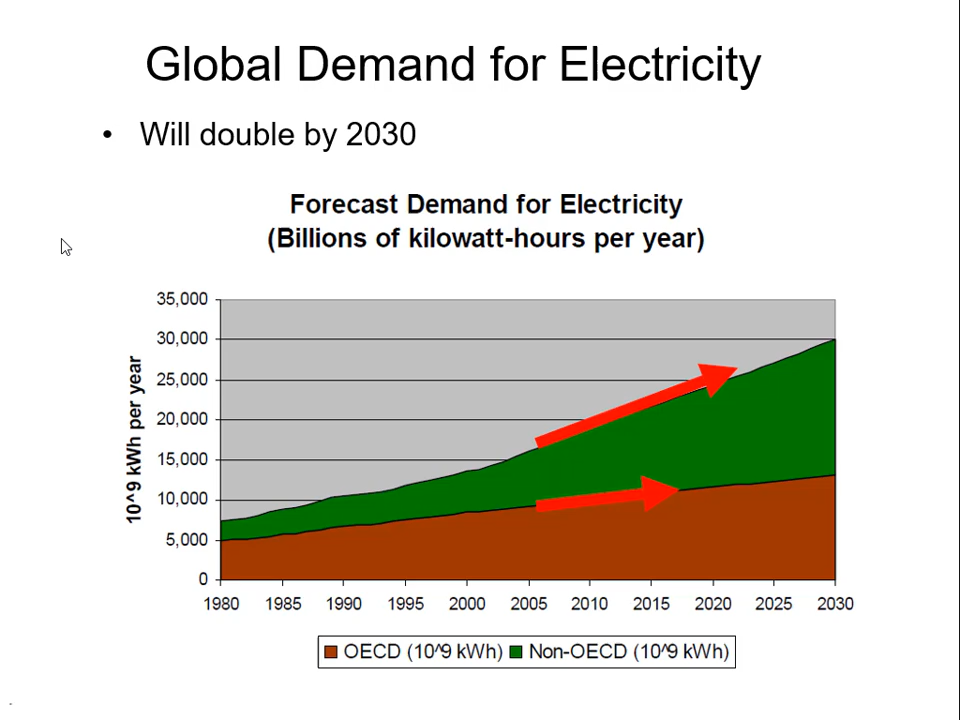 Global Demand for Electricity
• Will double by 2030
Forecast Demand for Electricity
(Billions of kilowatt-hours per year)
35,000
30,000
25,000
20,000
15,000
10,000
5,000
0
10^9 kWh per year
1980 1985 1990 1995 2000 2005 2010 2015 2020 2025 2030
OECD (10^9 kWh) Non-OECD (10^9 kWh)